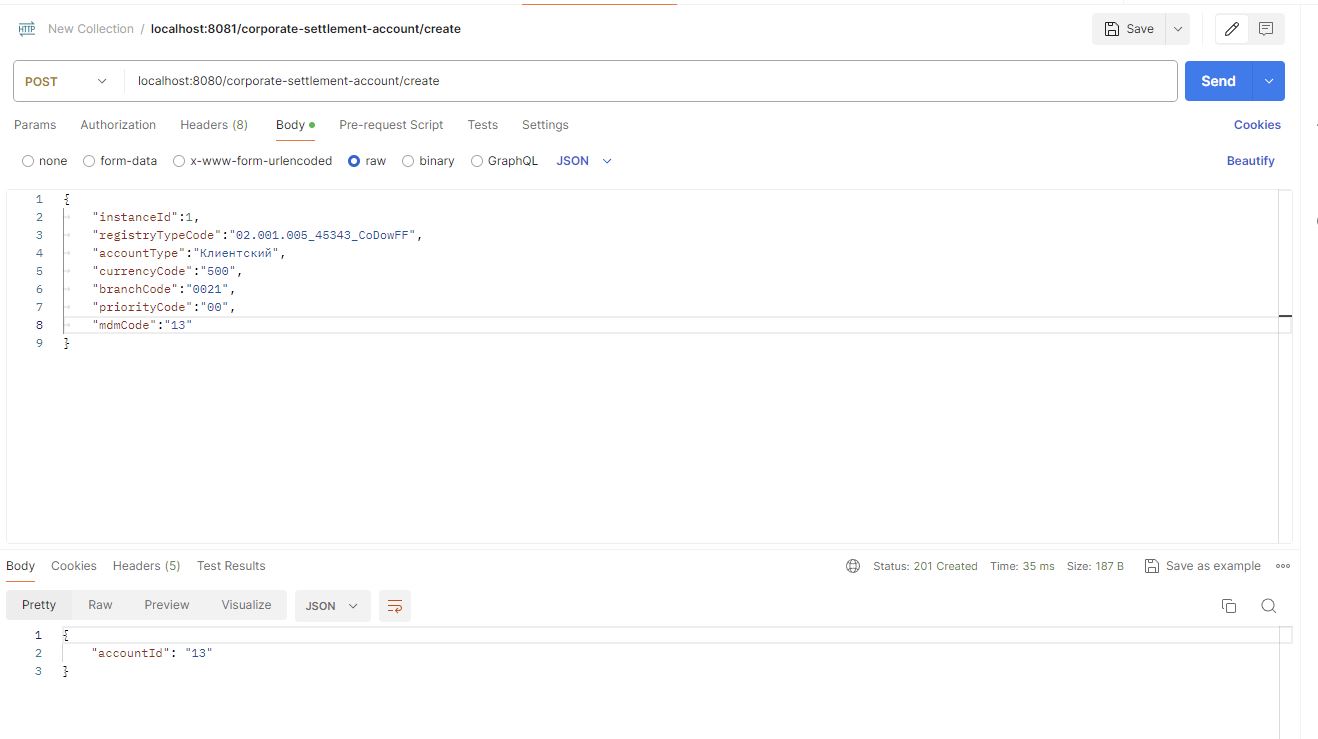 HTTP New Collection / localhost:8081/corporate-settlement-account/create Save
POST localhost:8080/corporate-settlement-account/create Send
Params Authorization Headers (8) Body Pre-request Script Tests Settings Cookies
none form-data x-www-form-urlencoded raw binary GraphQL JSON Beautify
1 {
2 "instanceId":1,
3 "registryTypeCode":"02.001.005_45343_CoDowFF",
4 "accountType":"Клиентский",
5 "currencyCode":"500",
6 "branchCode":"0021",
7 "priorityCode":"00",
8 "mdmCode":"13"
9 }
Body Cookies Headers (5) Test Results Status: 201 Created Time: 35 ms Size: 187 B Save as example
Pretty Raw Preview Visualize JSON
1 {
2 "accountId": "13"
3 }